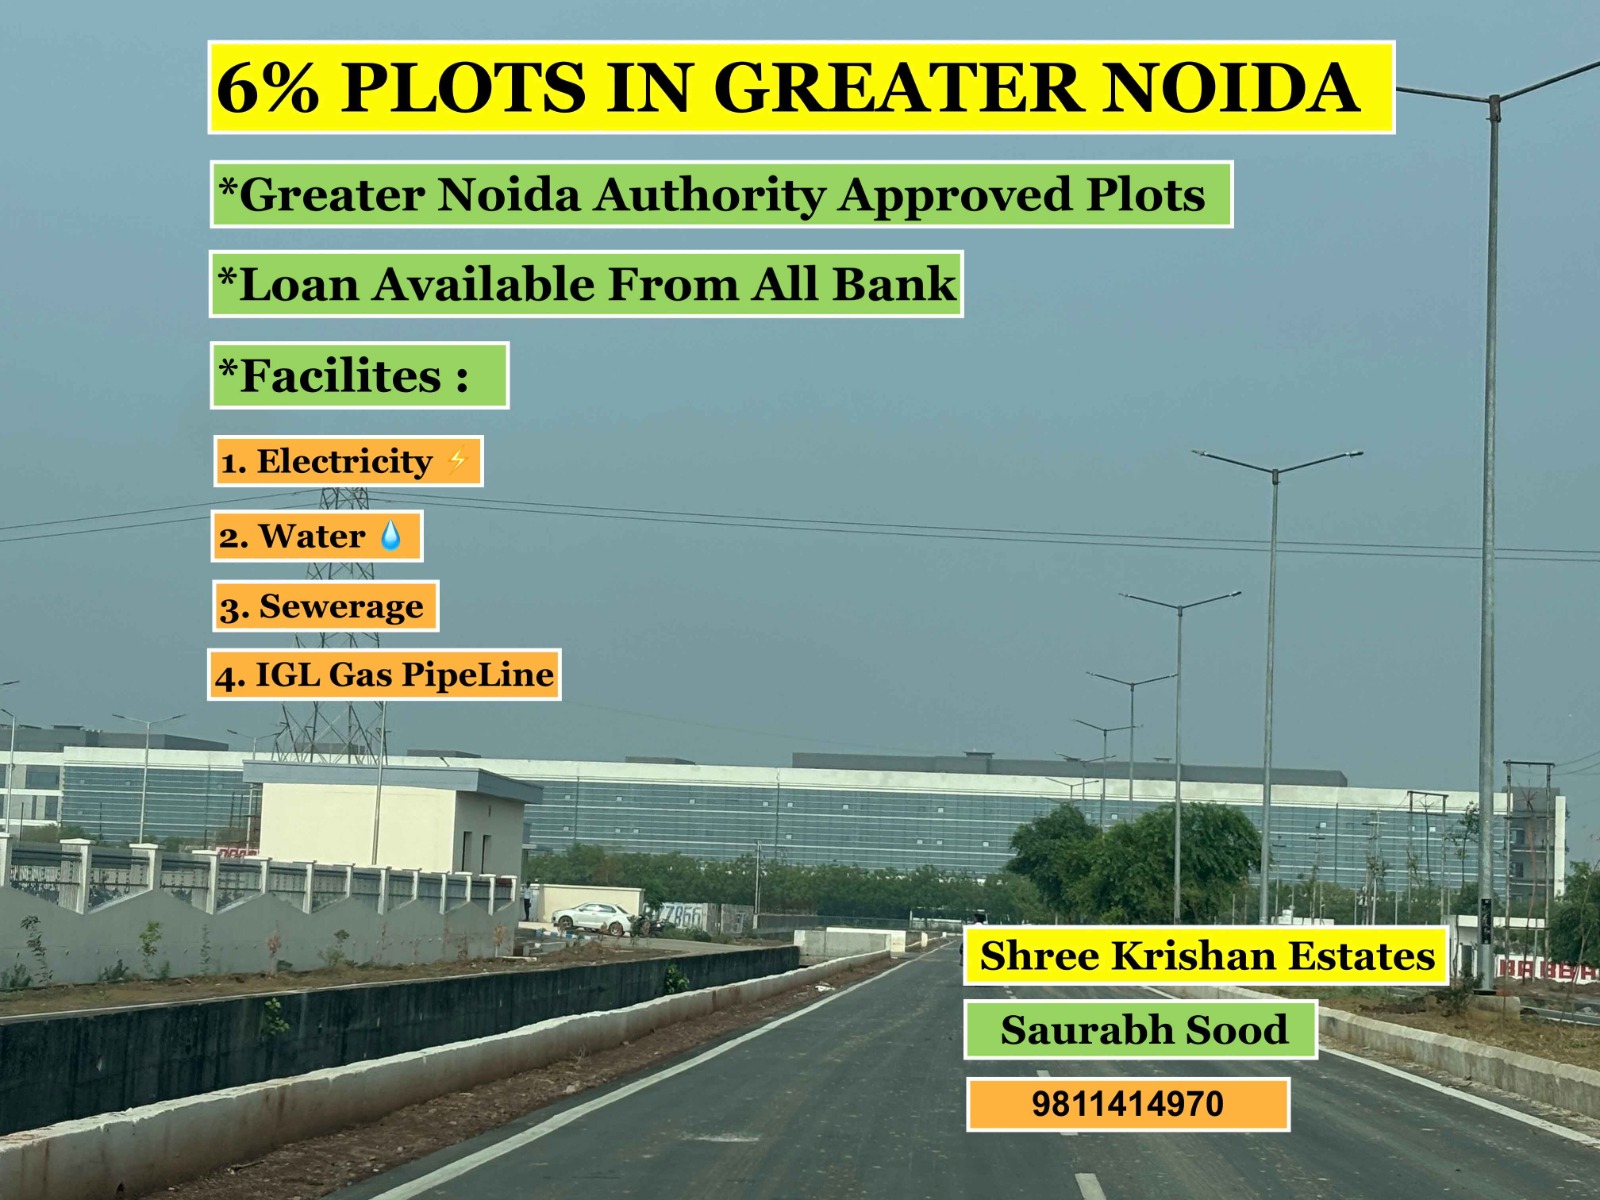 6% PLOTS IN GREATER NOIDA
*Greater Noida Authority Approved Plots
*Loan Available From All Bank
*Facilites :
1. Electricity ⚡
2. Water 💧
3. Sewerage
4. IGL Gas PipeLine
Shree Krishan Estates
Saurabh Sood
9811414970